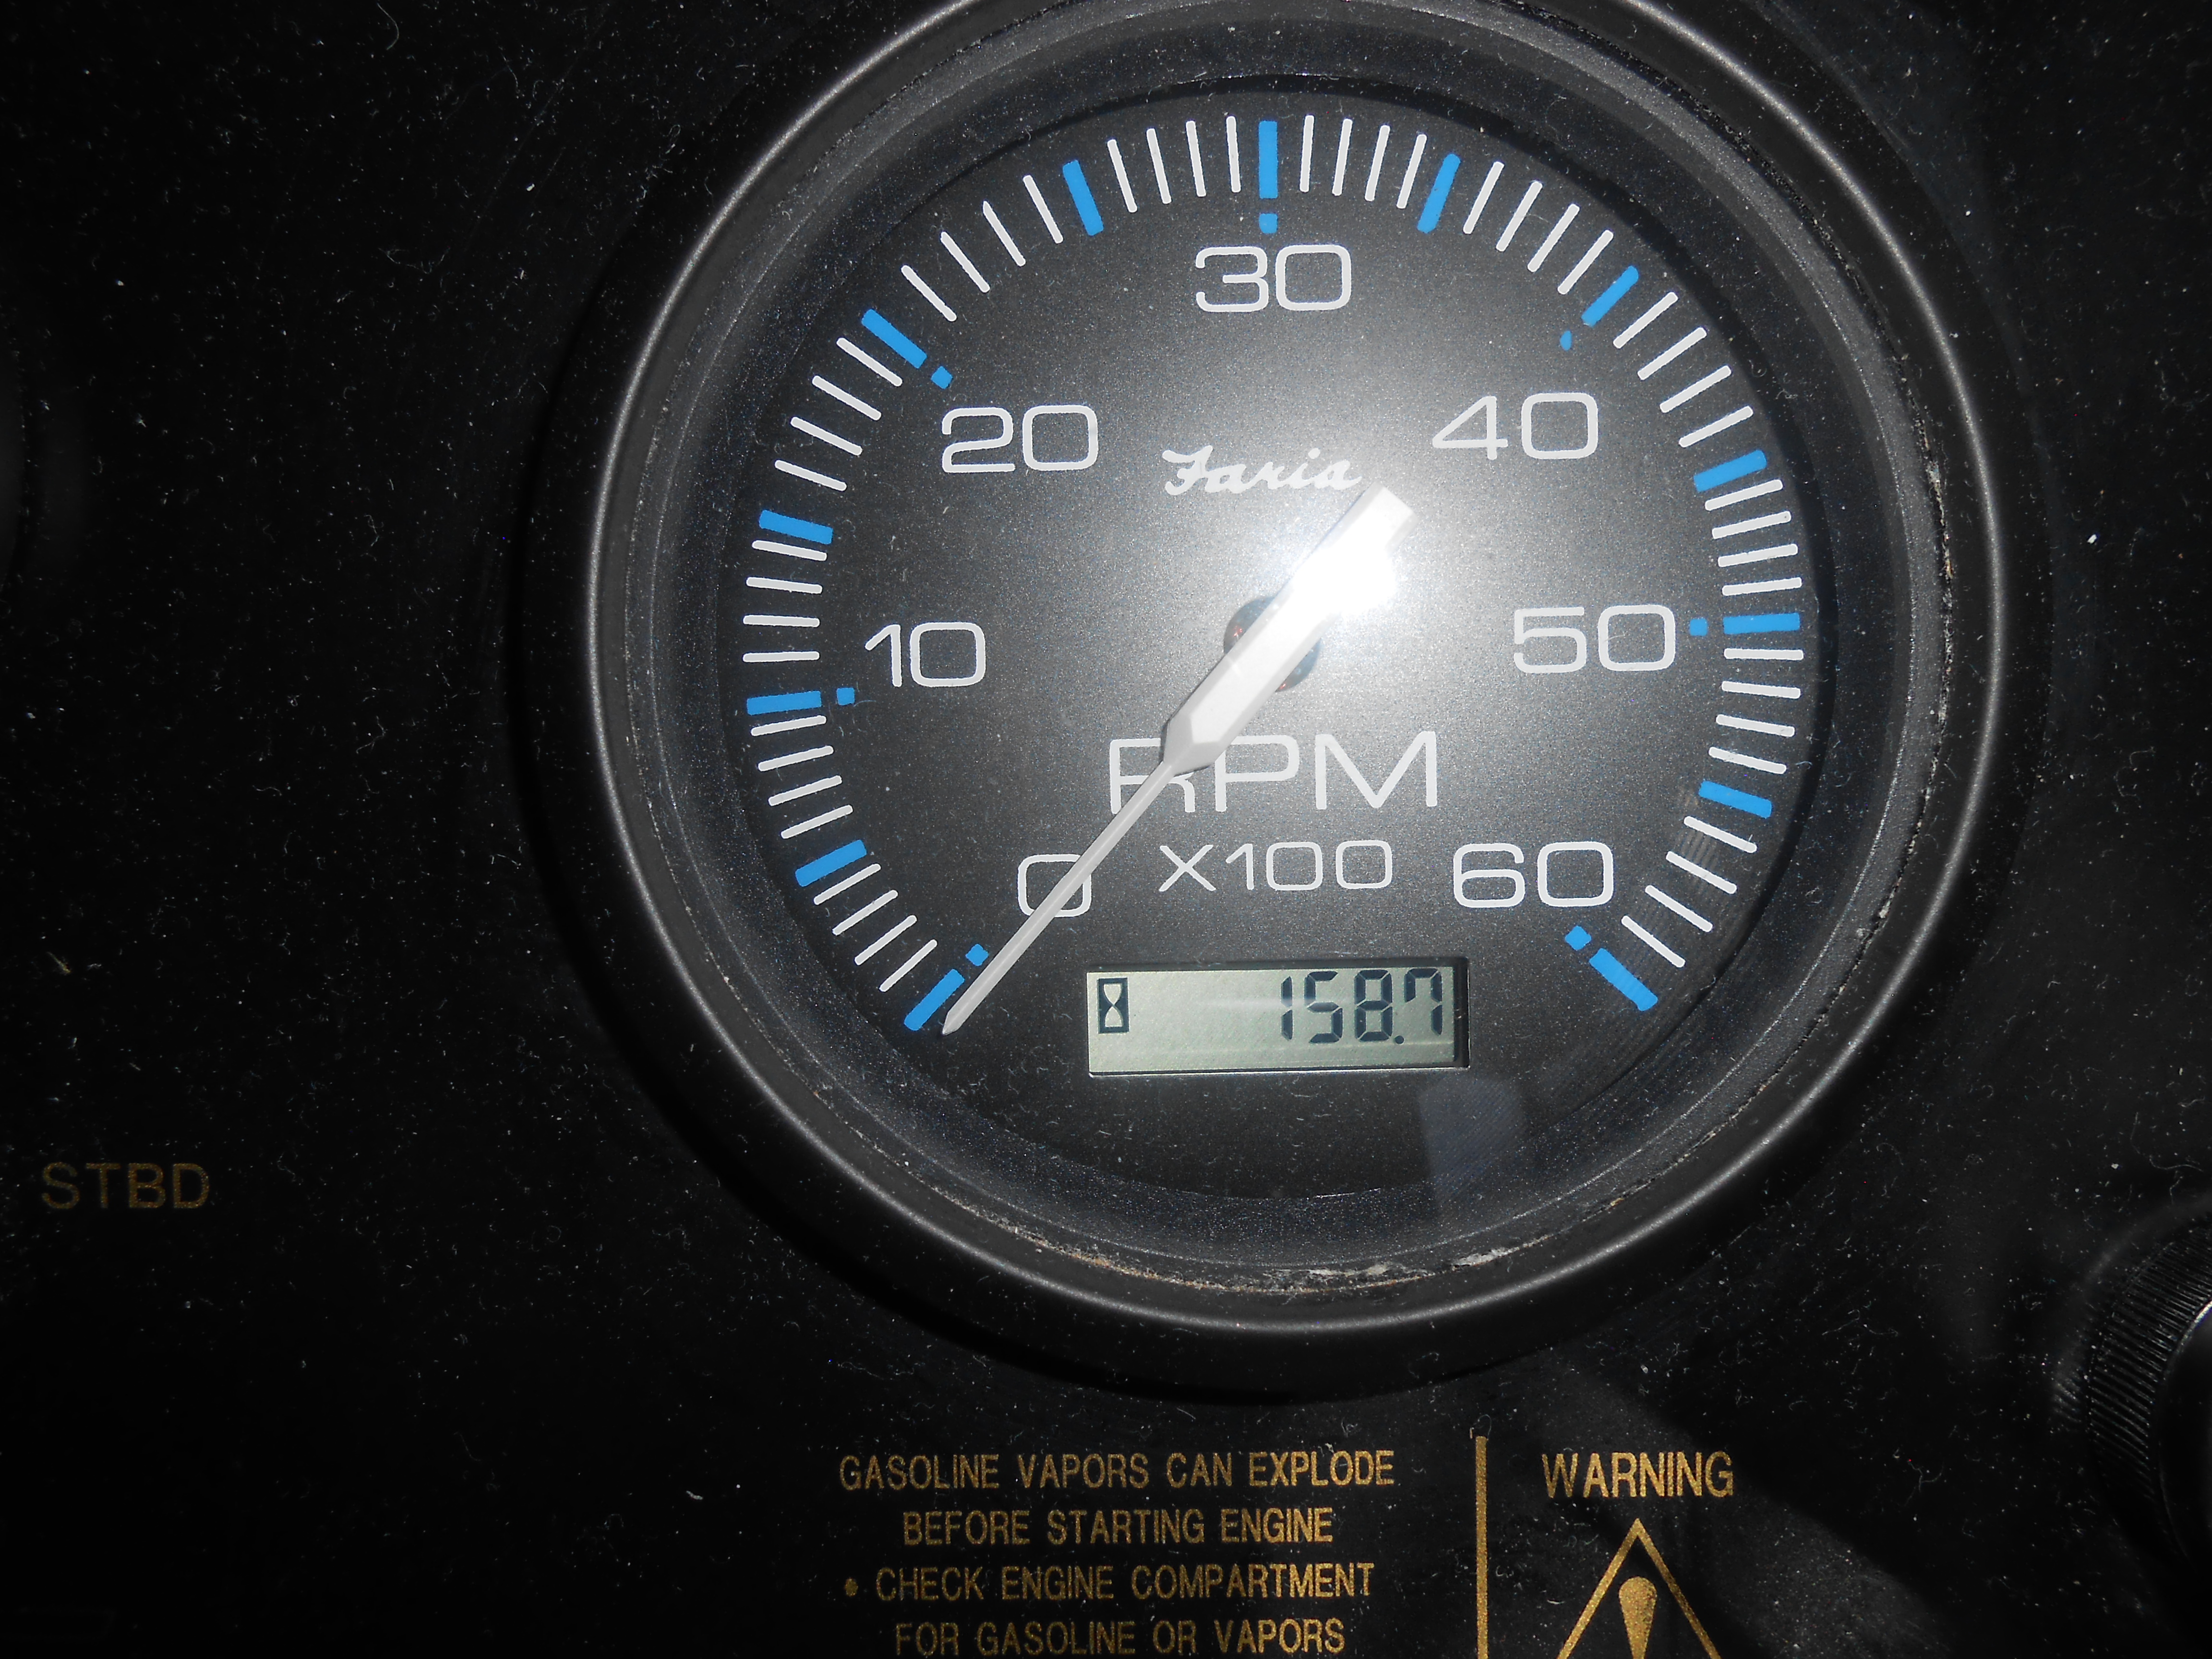 30
20
40
Faria
10
50
RPM
0
X100
60
158.7
STBD
GASOLINE VAPORS CAN EXPLODE
BEFORE STARTING ENGINE
• CHECK ENGINE COMPARTMENT
FOR GASOLINE OR VAPORS
WARNING